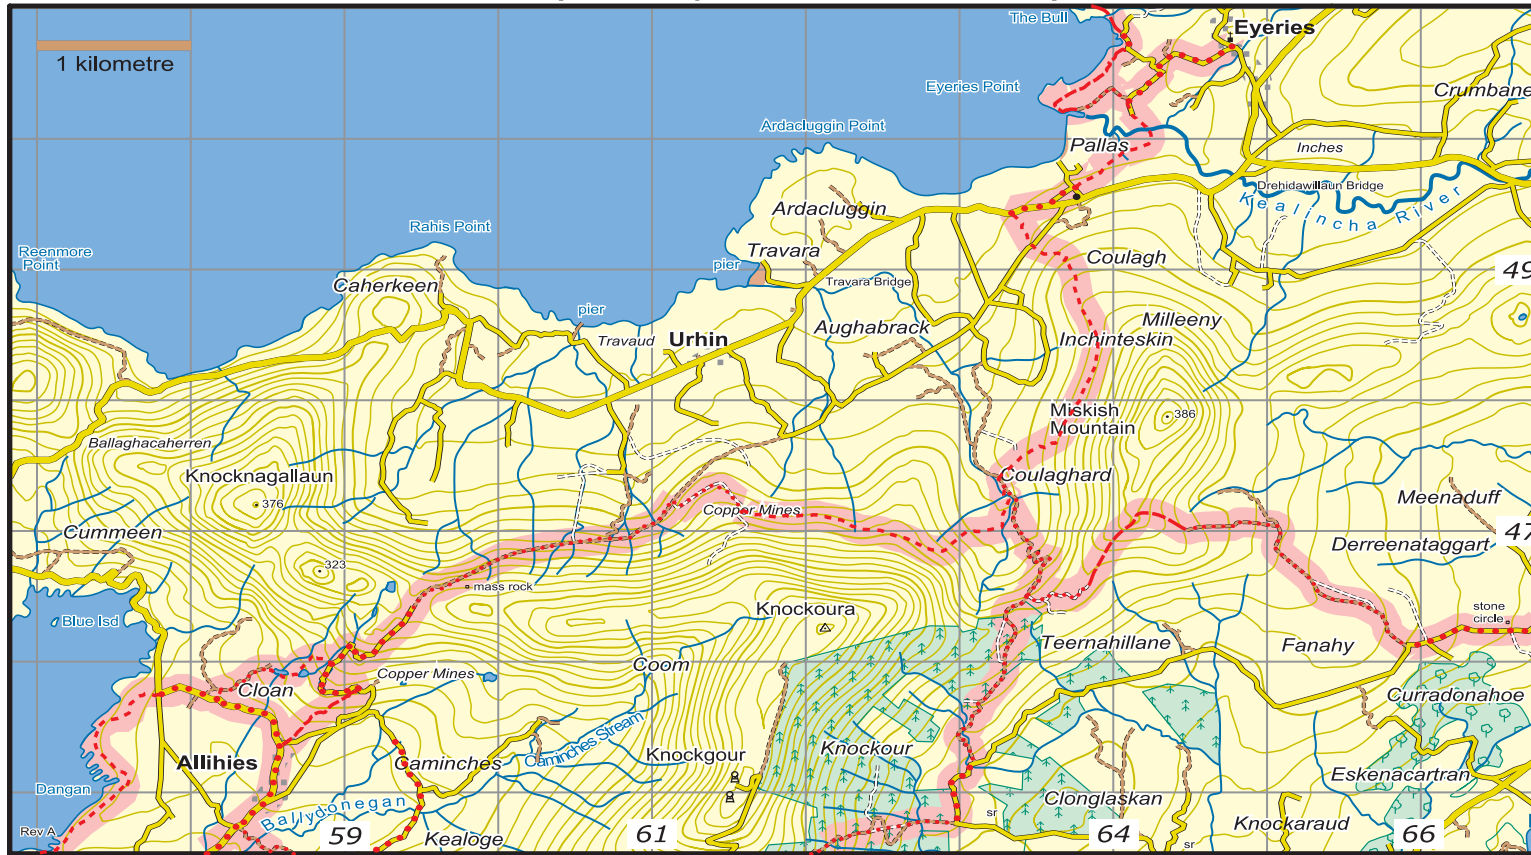 The Bull
Eyeries
1 kilometre
Eyeries Point
Crumbane
Ardacluggin Point
Pallas
Inches
Drehidawillaun Bridge
Kealincha River
Ardacluggin
Rahis Point
Reenmore
Point
Travara
pier
Coulagh
49
Caherkeen
Travara Bridge
pier
Milleeny
Aughabrack
Travaud
Urhin
Inchinteskin
Miskish
Mountain
386
Ballaghacaherren
Knocknagallaun
Coulaghard
376
Meenaduff
Copper Mines
Cummeen
47
Derreenataggart
323
mass rock
Knockoura
stone
circle
Blue Isd
Teernahillane
Fanahy
Coom
Copper Mines
Cloan
Curradonahoe
Caminches Stream
Knockgour
Knockour
Allihies
Caminches
Eskenacartran
Dangan
Clonglaskan
Ballydonegan
sr
Rev A
59
Kealoge
61
64
Knockaraud
66
sr